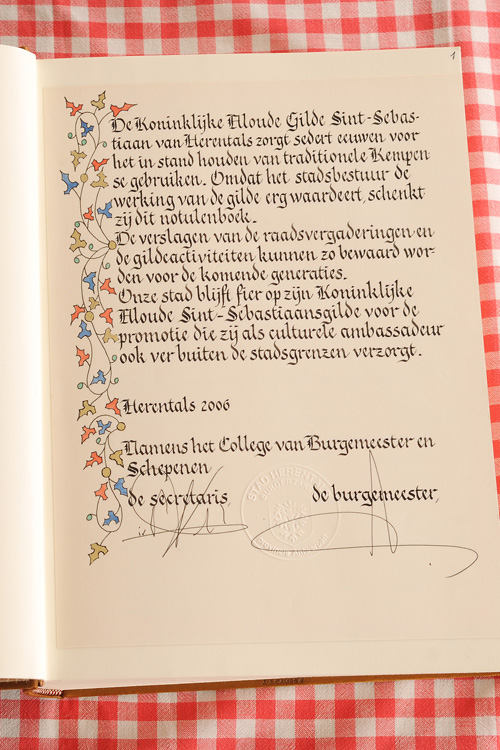 1
De Koninklijke Aloude Gilde Sint-Sebas-
tiaan van Herentals zorgt sedert eeuwen voor
het in stand houden van traditionele Kempen
se gebruiken. Omdat het stadsbestuur de
werking van de gilde erg waardeert, schenkt
zij dit notulenboek.
De verslagen van de raadsvergaderingen en
de gildeactiviteiten kunnen zo bewaard wor-
den voor de komende generaties.
Onze stad blijft fier op zijn Koninklijke
Aloude Sint-Sebastiaansgilde voor de
promotie die zij als culturele ambassadeur
ook ver buiten de stadsgrenzen verzorgt.
Herentals 2006
Namens het College van Burgemeester en
Schepenen
de secretaris, de burgemeester,
STAD HERENTALS